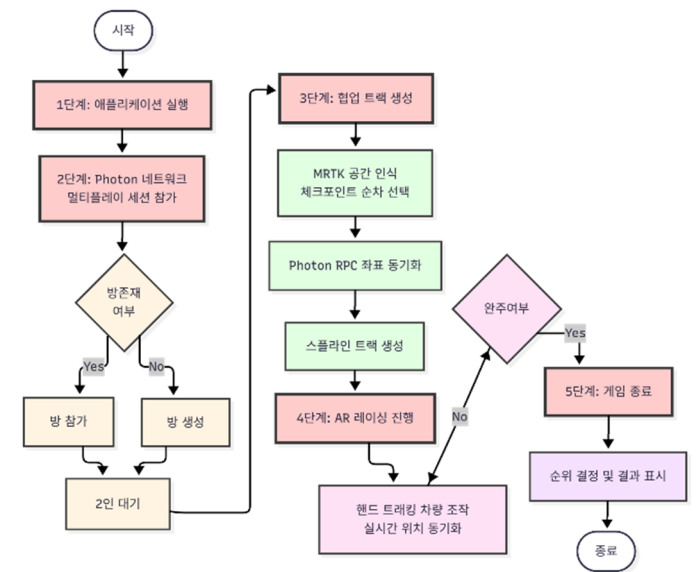 시작
1단계: 애플리케이션 실행
2단계: Photon 네트워크
멀티플레이 세션 참가
방존재
여부
Yes
No
방 참가
방 생성
2인 대기
3단계: 협업 트랙 생성
MRTK 공간 인식
체크포인트 순차 선택
Photon RPC 좌표 동기화
스플라인 트랙 생성
4단계: AR 레이싱 진행
핸드 트래킹 차량 조작
실시간 위치 동기화
No
완주여부
Yes
5단계: 게임 종료
순위 결정 및 결과 표시
종료